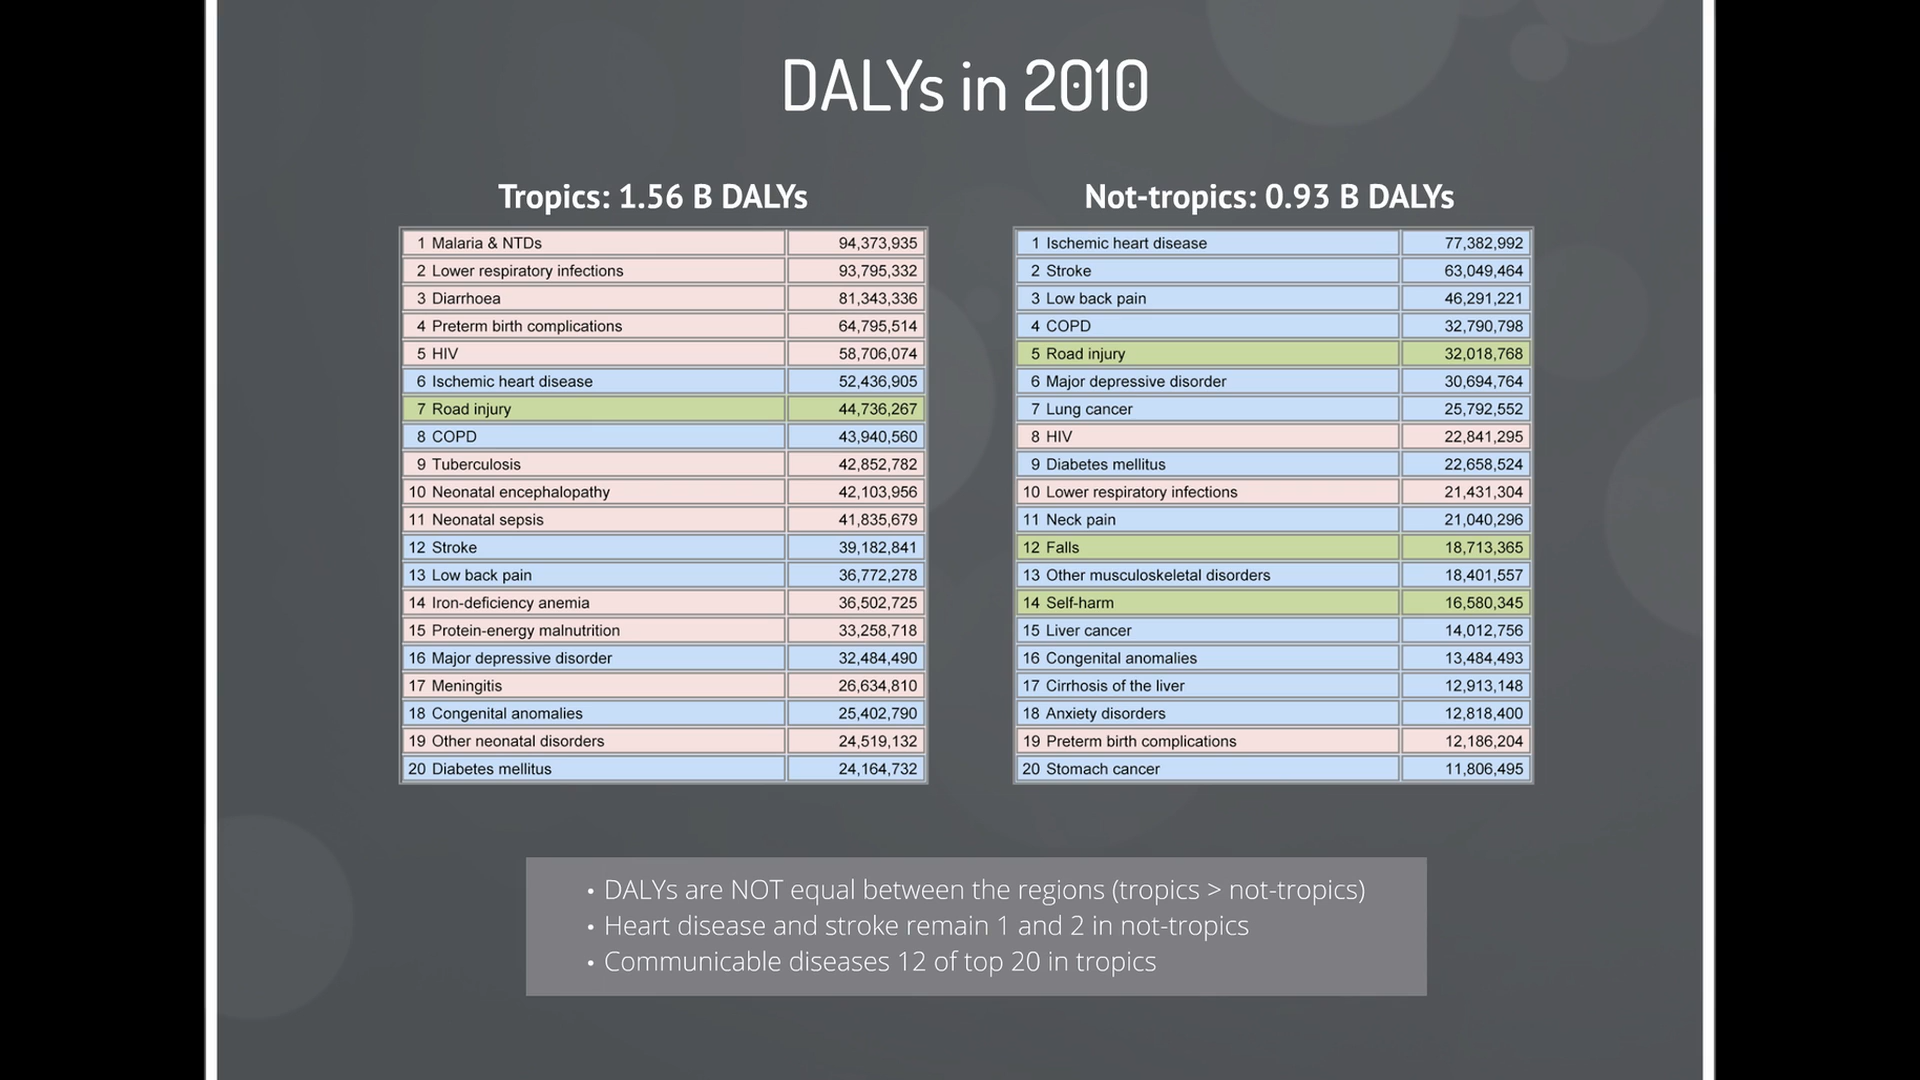 DALYs in 2010
Tropics: 1.56 B DALYs
1 Malaria & NTDs 94,373,935
2 Lower respiratory infections 93,795,332
3 Diarrhoea 81,343,336
4 Preterm birth complications 64,795,514
5 HIV 58,706,074
6 Ischemic heart disease 52,436,905
7 Road injury 44,736,267
8 COPD 43,940,560
9 Tuberculosis 42,852,782
10 Neonatal encephalopathy 42,103,956
11 Neonatal sepsis 41,835,679
12 Stroke 39,182,841
13 Low back pain 36,772,278
14 Iron-deficiency anemia 36,502,725
15 Protein-energy malnutrition 33,258,718
16 Major depressive disorder 32,484,490
17 Meningitis 26,634,810
18 Congenital anomalies 25,402,790
19 Other neonatal disorders 24,519,132
20 Diabetes mellitus 24,164,732
Not-tropics: 0.93 B DALYs
1 Ischemic heart disease 77,382,992
2 Stroke 63,049,464
3 Low back pain 46,291,221
4 COPD 32,790,798
5 Road injury 32,018,768
6 Major depressive disorder 30,694,764
7 Lung cancer 25,792,552
8 HIV 22,841,295
9 Diabetes mellitus 22,658,524
10 Lower respiratory infections 21,431,304
11 Neck pain 21,040,296
12 Falls 18,713,365
13 Other musculoskeletal disorders 18,401,557
14 Self-harm 16,580,345
15 Liver cancer 14,012,756
16 Congenital anomalies 13,484,493
17 Cirrhosis of the liver 12,913,148
18 Anxiety disorders 12,818,400
19 Preterm birth complications 12,186,204
20 Stomach cancer 11,806,495
• DALYs are NOT equal between the regions (tropics > not-tropics)
• Heart disease and stroke remain 1 and 2 in not-tropics
• Communicable diseases 12 of top 20 in tropics